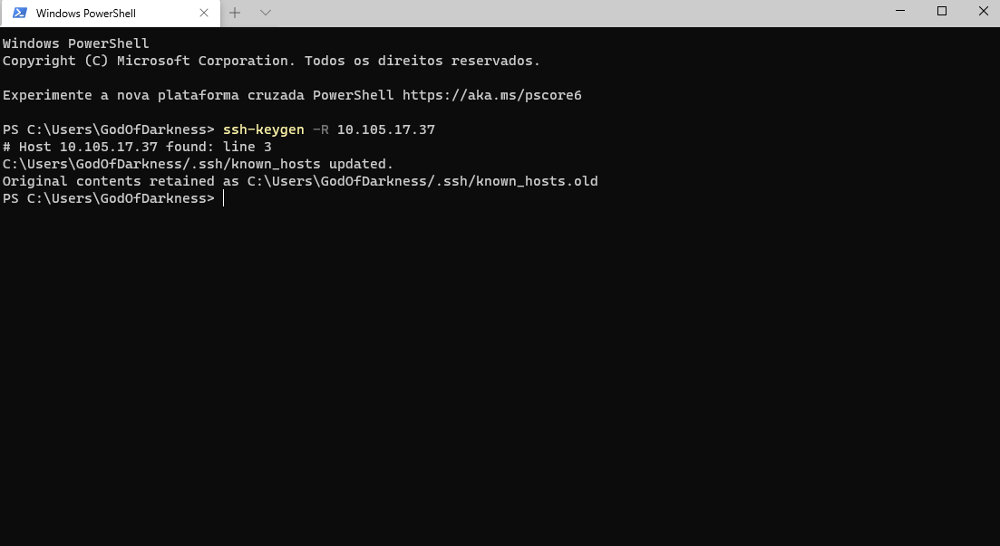 Windows PowerShell
Windows PowerShell
Copyright (C) Microsoft Corporation. Todos os direitos reservados.
Experimente a nova plataforma cruzada PowerShell https://aka.ms/pscore6
PS C:\Users\GodOfDarkness> ssh-keygen -R 10.105.17.37
# Host 10.105.17.37 found: line 3
C:\Users\GodOfDarkness/.ssh/known_hosts updated.
Original contents retained as C:\Users\GodOfDarkness/.ssh/known_hosts.old
PS C:\Users\GodOfDarkness>